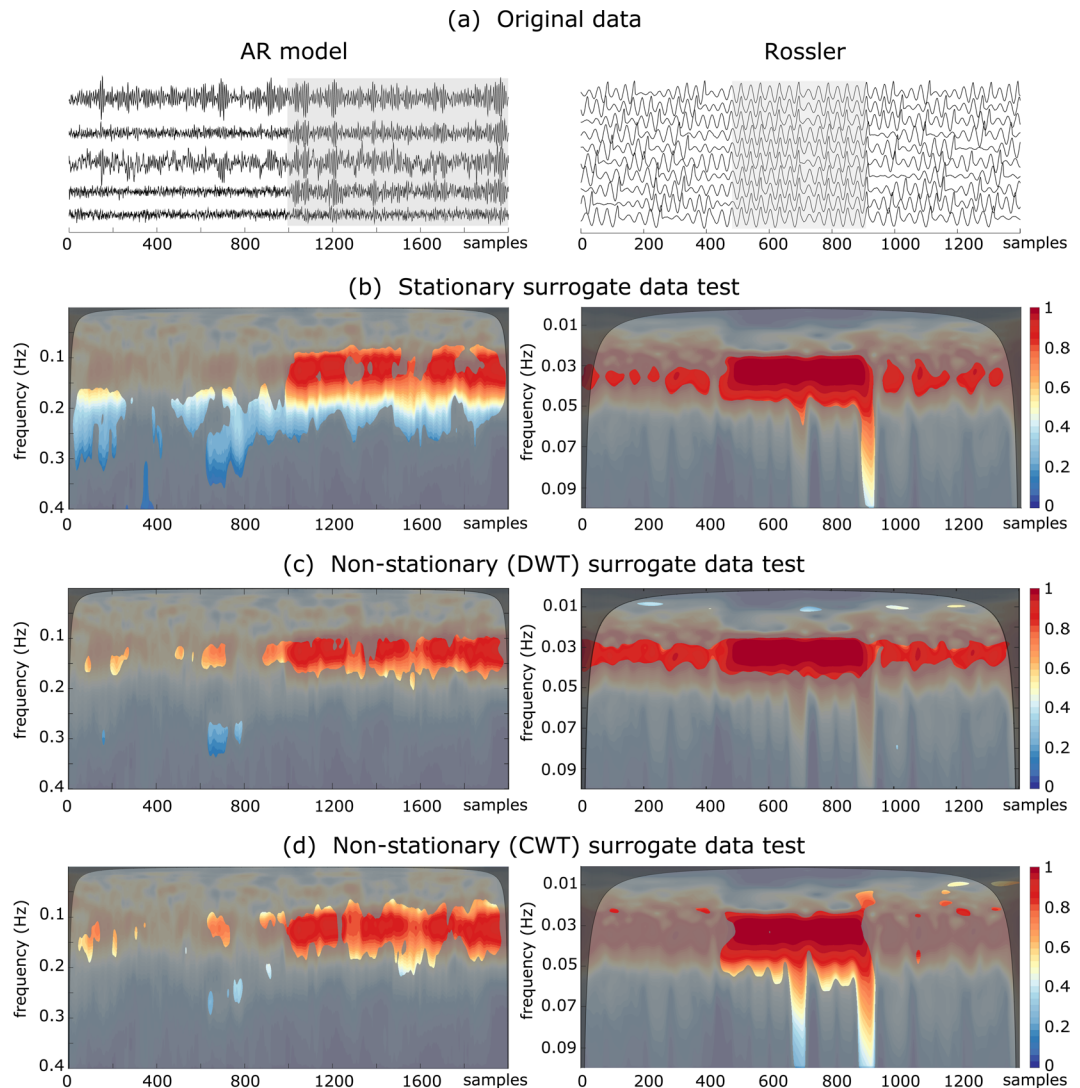 (a) Original data
AR model
Rossler
0 400 800 1200 1600 samples
0 200 400 600 800 1000 1200 samples
(b) Stationary surrogate data test
frequency (Hz)
0.1
0.2
0.3
0.4
0 400 800 1200 1600 samples
frequency (Hz)
0.01
0.03
0.05
0.07
0.09
0 200 400 600 800 1000 1200 samples
1
0.8
0.6
0.4
0.2
0
(c) Non-stationary (DWT) surrogate data test
frequency (Hz)
0.1
0.2
0.3
0.4
0 400 800 1200 1600 samples
frequency (Hz)
0.01
0.03
0.05
0.07
0.09
0 200 400 600 800 1000 1200 samples
1
0.8
0.6
0.4
0.2
0
(d) Non-stationary (CWT) surrogate data test
frequency (Hz)
0.1
0.2
0.3
0.4
0 400 800 1200 1600 samples
frequency (Hz)
0.01
0.03
0.05
0.07
0.09
0 200 400 600 800 1000 1200 samples
1
0.8
0.6
0.4
0.2
0